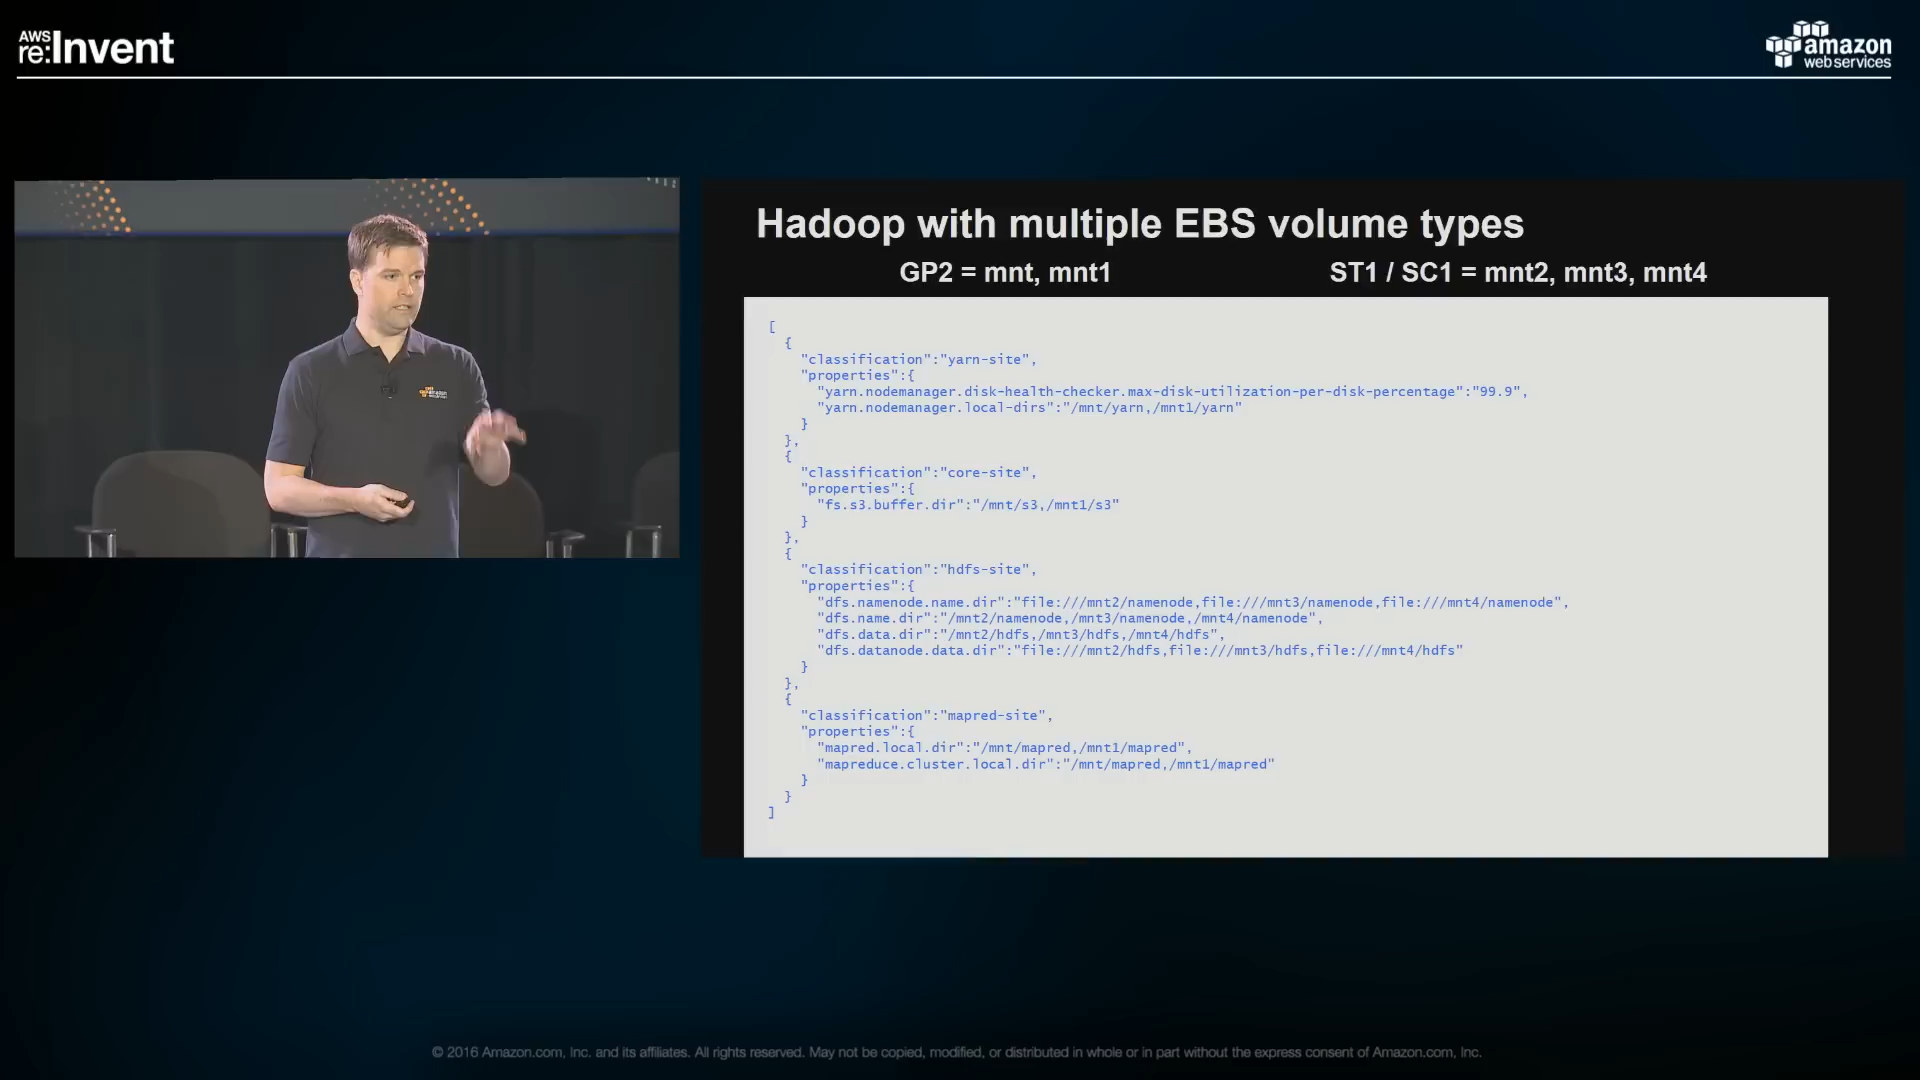 AWS
re:Invent
amazon
web services
Hadoop with multiple EBS volume types
GP2 = mnt, mnt1
ST1 / SC1 = mnt2, mnt3, mnt4
[
{
"classification":"yarn-site",
"properties":{
"yarn.nodemanager.disk-health-checker.max-disk-utilization-per-disk-percentage":"99.9",
"yarn.nodemanager.local-dirs":"/mnt/yarn,/mnt1/yarn"
}
},
{
"classification":"core-site",
"properties":{
"fs.s3.buffer.dir":"/mnt/s3,/mnt1/s3"
}
},
{
"classification":"hdfs-site",
"properties":{
"dfs.namenode.name.dir":"file:///mnt2/namenode,file:///mnt3/namenode,file:///mnt4/namenode",
"dfs.name.dir":"/mnt2/namenode,/mnt3/namenode,/mnt4/namenode",
"dfs.data.dir":"/mnt2/hdfs,/mnt3/hdfs,/mnt4/hdfs",
"dfs.datanode.data.dir":"file:///mnt2/hdfs,file:///mnt3/hdfs,file:///mnt4/hdfs"
}
},
{
"classification":"mapred-site",
"properties":{
"mapred.local.dir":"/mnt/mapred,/mnt1/mapred",
"mapreduce.cluster.local.dir":"/mnt/mapred,/mnt1/mapred"
}
}
]
© 2016 Amazon.com, Inc. and its affiliates. All rights reserved. May not be copied, modified, or distributed in whole or in part without the express consent of Amazon.com, Inc.